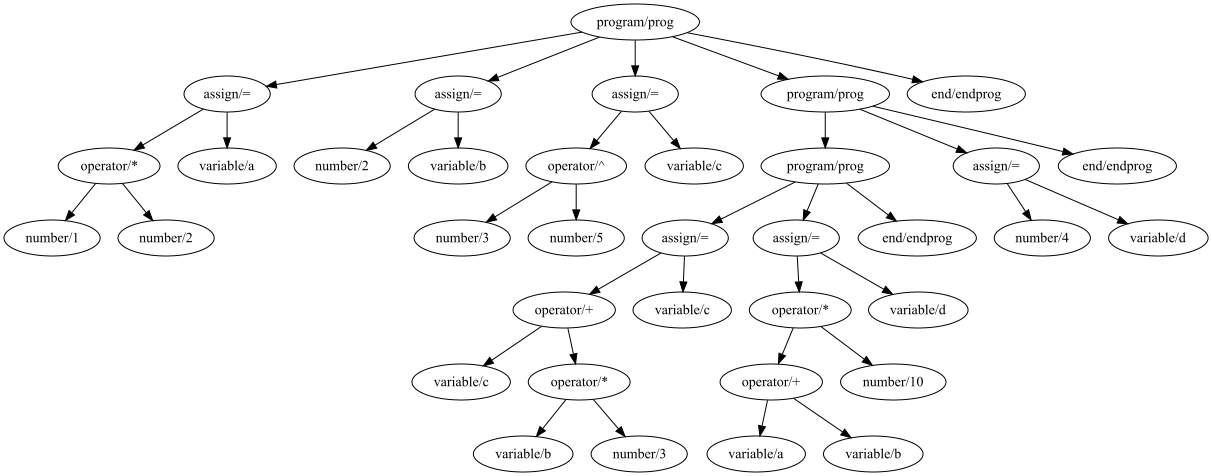 program/prog
assign/=
assign/=
assign/=
program/prog
end/endprog
operator/*
variable/a
number/2
variable/b
operator/^
variable/c
program/prog
assign/=
end/endprog
number/1
number/2
number/3
number/5
assign/=
assign/=
end/endprog
number/4
variable/d
operator/+
variable/c
operator/*
variable/d
variable/c
operator/*
operator/+
number/10
variable/b
number/3
variable/a
variable/b